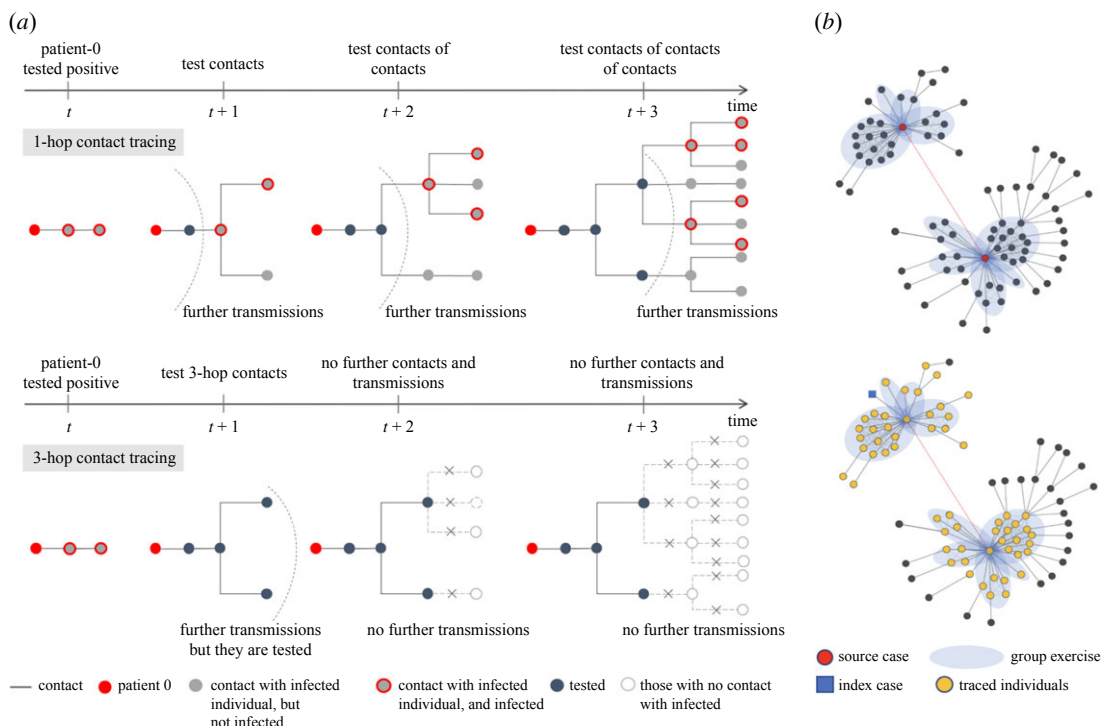 (a)
patient-0
tested positive
test contacts
test contacts of
contacts
test contacts of contacts
of contacts
t
t + 1
t + 2
t + 3
time
1-hop contact tracing
further transmissions
further transmissions
further transmissions
patient-0
tested positive
test 3-hop contacts
no further contacts and
transmissions
no further contacts and
transmissions
t
t + 1
t + 2
t + 3
time
3-hop contact tracing
further transmissions
but they are tested
no further transmissions
no further transmissions
contact
patient 0
contact with infected
individual, but
not infected
contact with infected
individual, and infected
tested
those with no contact
with infected
(b)
source case
group exercise
index case
traced individuals